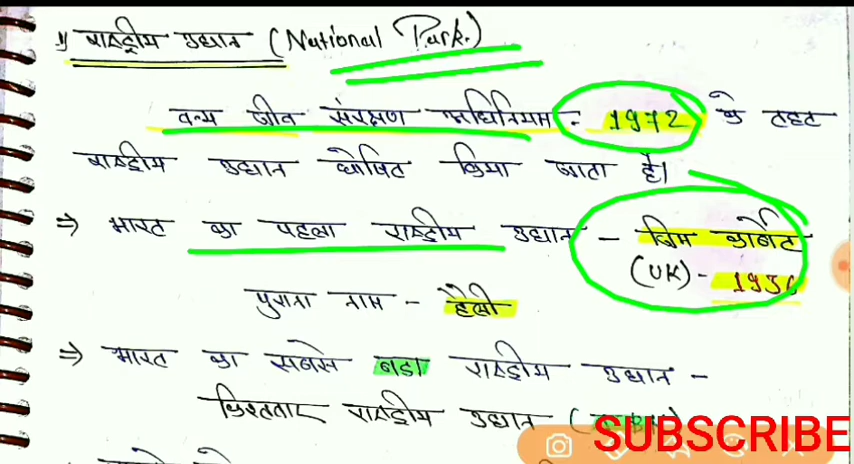 1) राष्ट्रीय उद्यान (National Park.)
वन्य जीव संरक्षण अधिनियम - 1972 के तहत
राष्ट्रीय उद्यान घोषित किया जाता है।
⇒ भारत का पहला राष्ट्रीय उद्यान - जिम कार्बेट
(UK) - 1936
पुराना नाम - हैली
⇒ भारत का सबसे बडा राष्ट्रीय उद्यान -
राष्ट्रीय उद्यान (
SUBSCRIBE